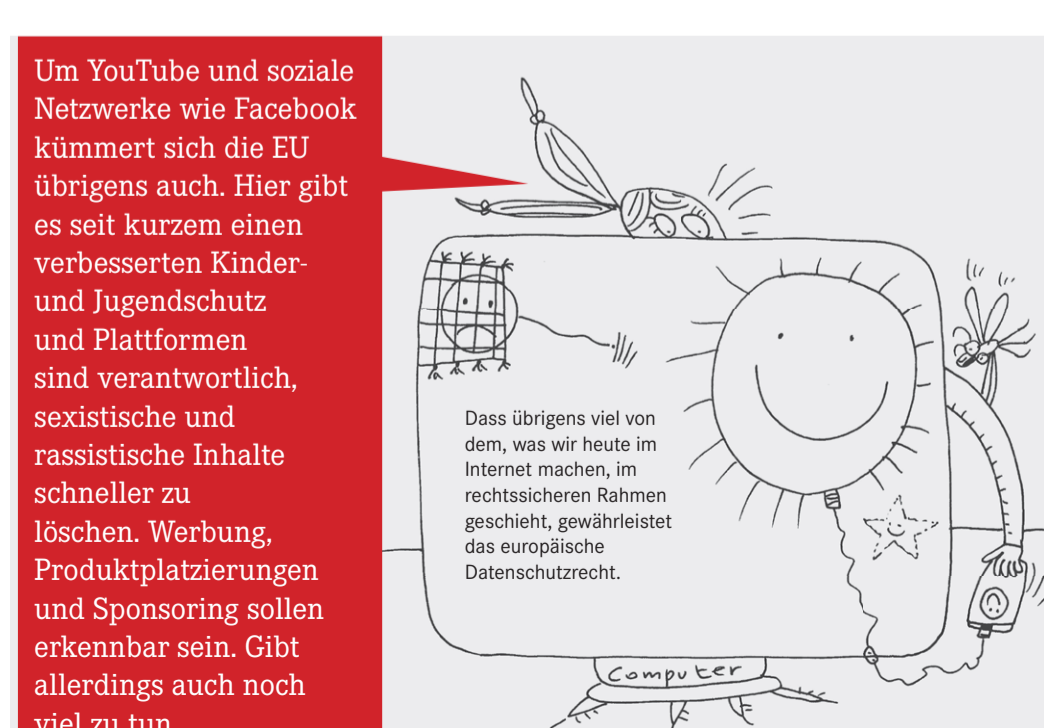 Um YouTube und soziale
Netzwerke wie Facebook
kümmert sich die EU
übrigens auch. Hier gibt
es seit kurzem einen
verbesserten Kinder-
und Jugendschutz
und Plattformen
sind verantwortlich,
sexistische und
rassistische Inhalte
schneller zu
löschen. Werbung,
Produktplatzierungen
und Sponsoring sollen
erkennbar sein. Gibt
allerdings auch noch
viel zu tun
Dass übrigens viel von
dem, was wir heute im
Internet machen, im
rechtssicheren Rahmen
geschieht, gewährleistet
das europäische
Datenschutzrecht.
Computer